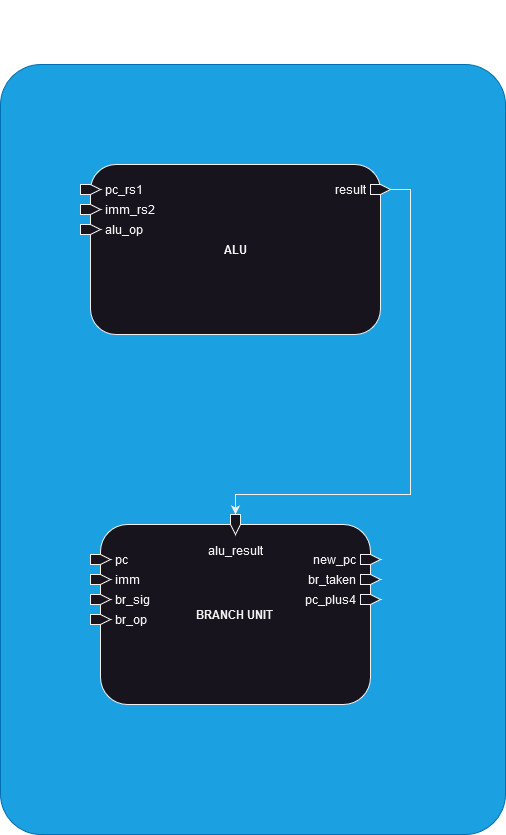 pc_rs1
result
imm_rs2
alu_op
ALU
alu_result
pc
new_pc
imm
br_taken
br_sig
pc_plus4
BRANCH UNIT
br_op